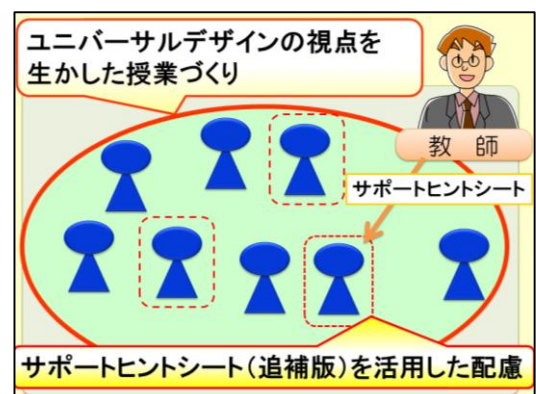 ユニバーサルデザインの視点を
生かした授業づくり
教 師
サポートヒントシート
サポートヒントシート(追補版)を活用した配慮